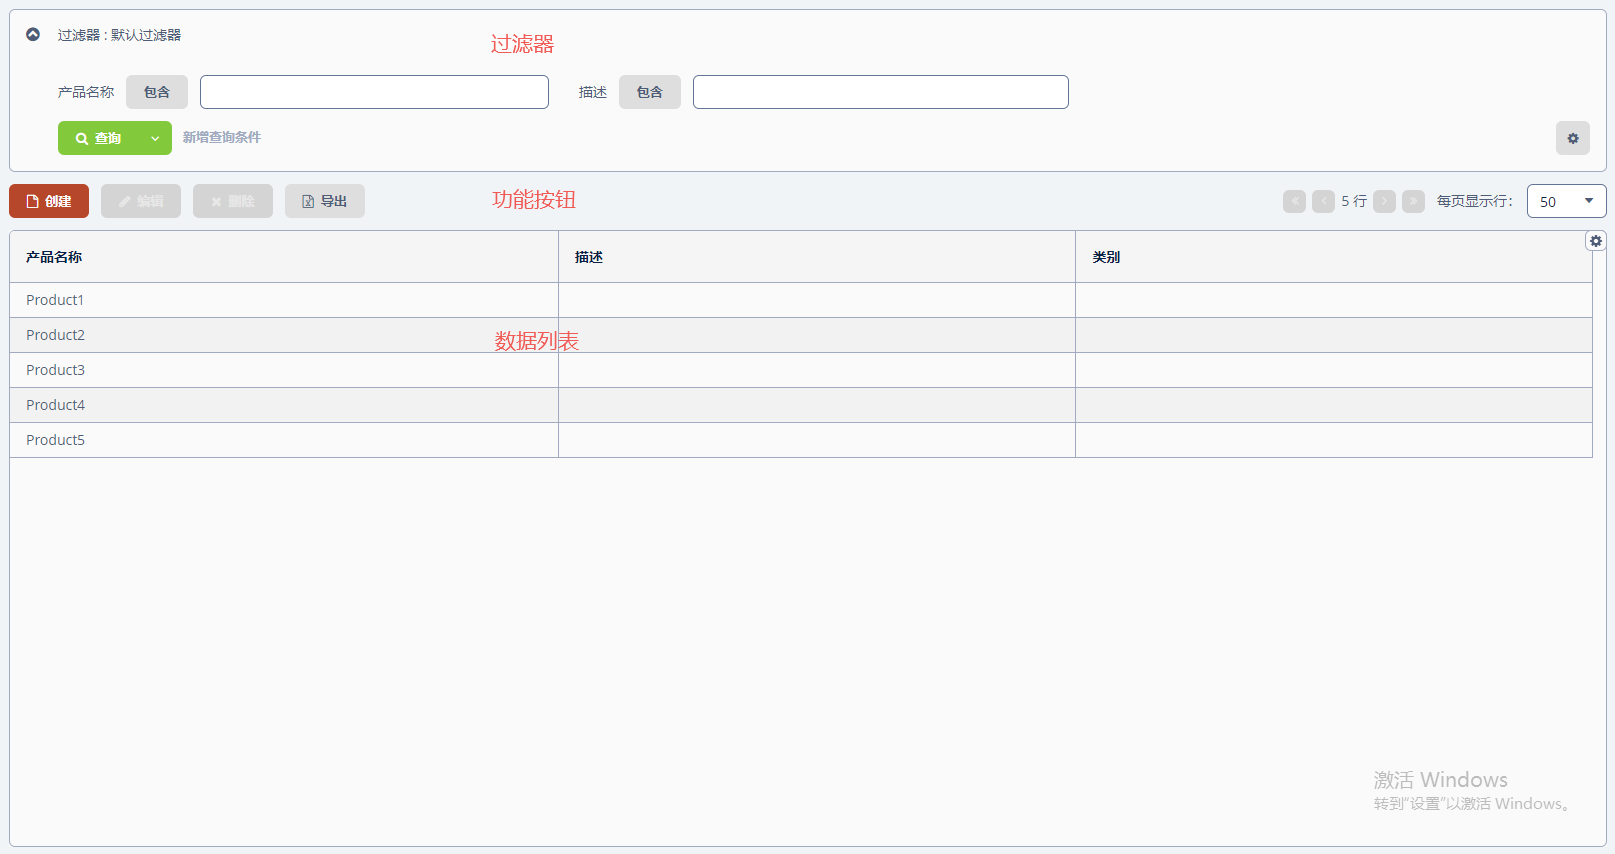 过滤器 : 默认过滤器
过滤器
产品名称 包含 描述 包含
查询 新增查询条件
创建 编辑 删除 导出
功能按钮
5 行 每页显示行： 50
产品名称 描述 类别
Product1
Product2
数据列表
Product3
Product4
Product5
激活 Windows
转到"设置"以激活 Windows。